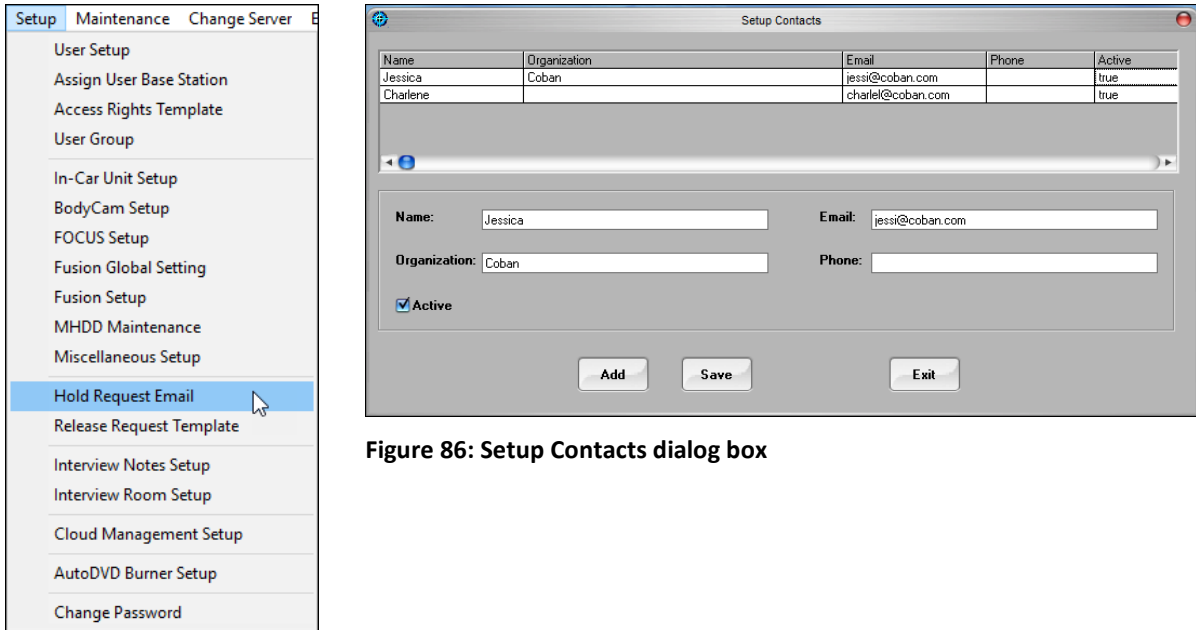 Setup Maintenance Change Server E
User Setup
Assign User Base Station
Access Rights Template
User Group
In-Car Unit Setup
BodyCam Setup
FOCUS Setup
Fusion Global Setting
Fusion Setup
MHDD Maintenance
Miscellaneous Setup
Hold Request Email
Release Request Template
Interview Notes Setup
Interview Room Setup
Cloud Management Setup
AutoDVD Burner Setup
Change Password
Setup Contacts
Name Organization Email Phone Active
Jessica Coban jessi@coban.com true
Charlene charlel@coban.com true
Name: Jessica Email: jessi@coban.com
Organization: Coban Phone:
Active
Add Save Exit
Figure 86: Setup Contacts dialog box